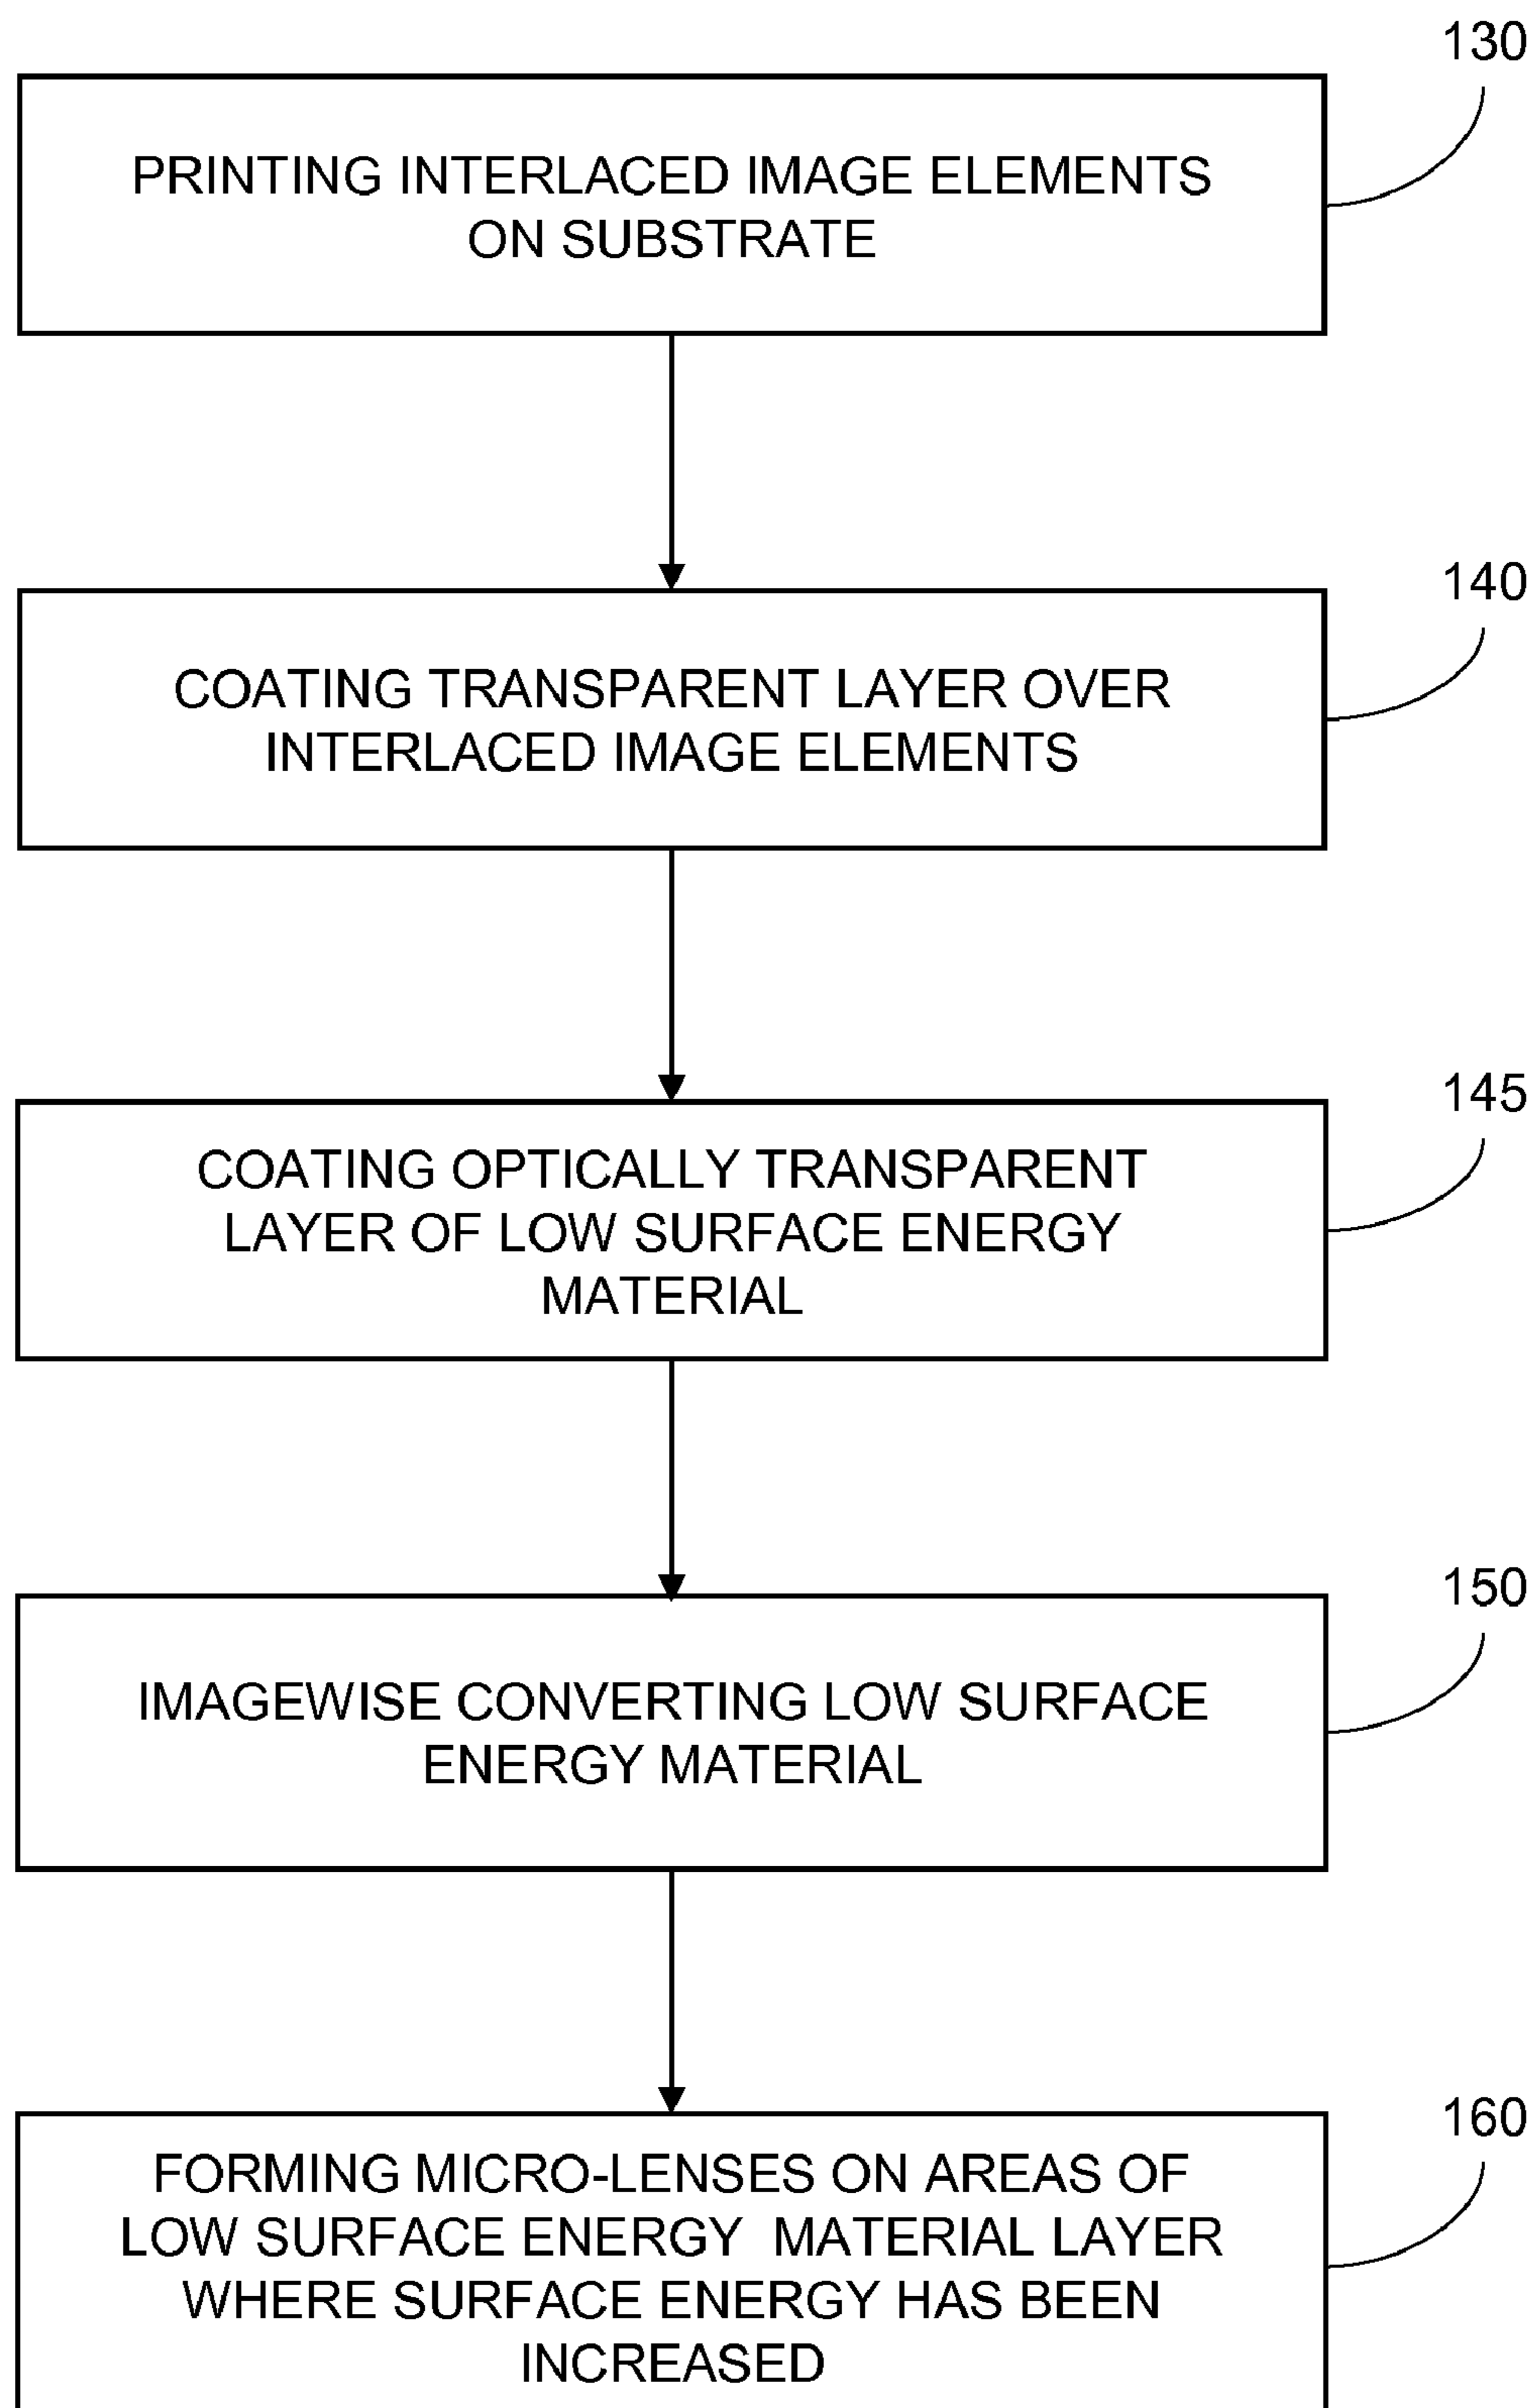 130
PRINTING INTERLACED IMAGE ELEMENTS
ON SUBSTRATE
140
COATING TRANSPARENT LAYER OVER
INTERLACED IMAGE ELEMENTS
145
COATING OPTICALLY TRANSPARENT
LAYER OF LOW SURFACE ENERGY
MATERIAL
150
IMAGEWISE CONVERTING LOW SURFACE
ENERGY MATERIAL
160
FORMING MICRO-LENSES ON AREAS OF
LOW SURFACE ENERGY MATERIAL LAYER
WHERE SURFACE ENERGY HAS BEEN
INCREASED